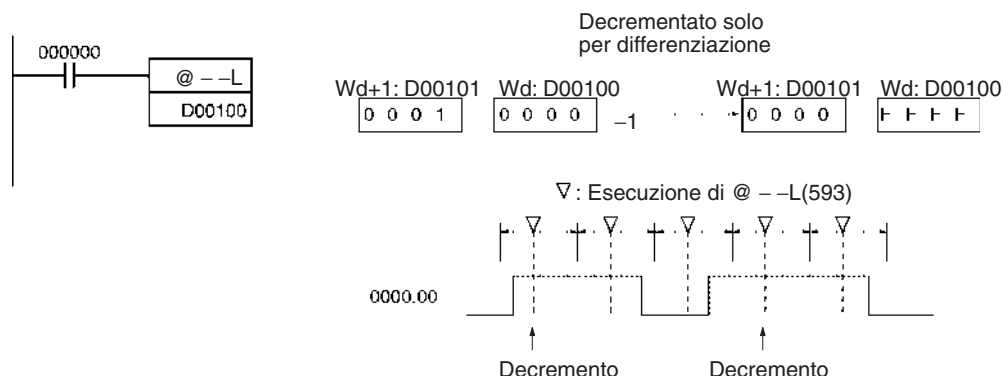 Decrementato solo
per differenziazione
000000
@ – –L
D00100
Wd+1: D00101 Wd: D00100 Wd+1: D00101 Wd: D00100
0 0 0 1 0 0 0 0 –1 0 0 0 0 F F F F
▽: Esecuzione di @ – –L(593)
0000.00
Decremento Decremento